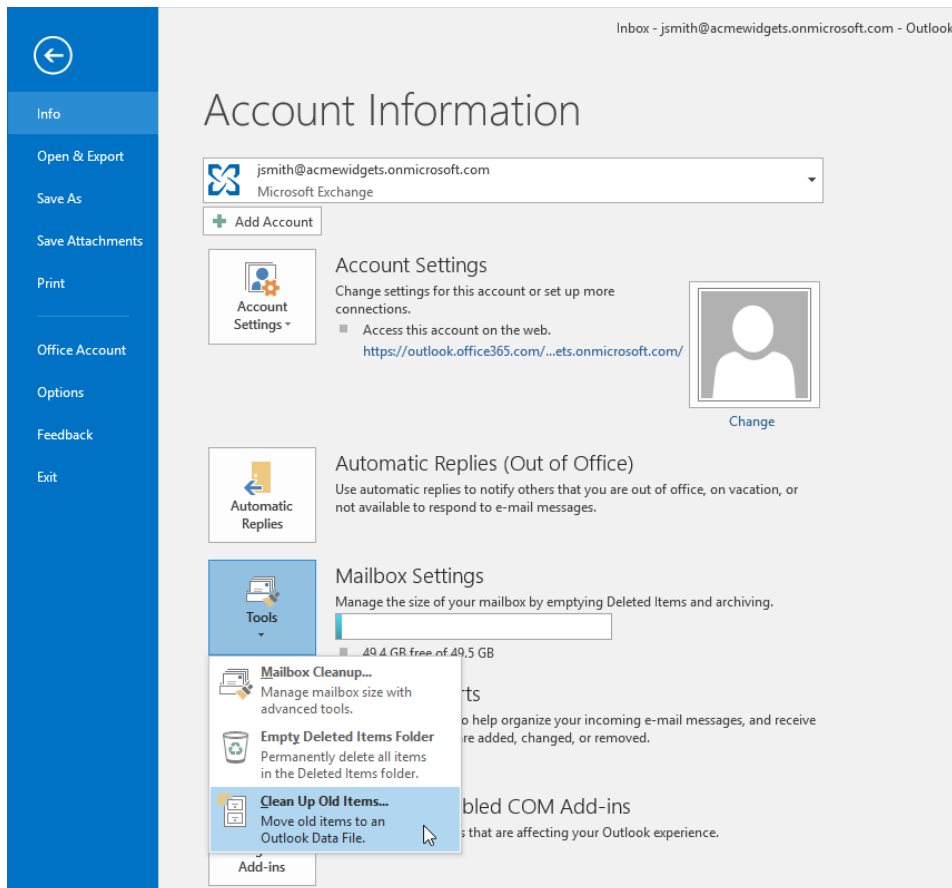 Inbox - jsmith@acmewidgets.onmicrosoft.com - Outlook
Info
Open & Export
Save As
Save Attachments
Print
Office Account
Options
Feedback
Exit
Account Information
jsmith@acmewidgets.onmicrosoft.com
Microsoft Exchange
Add Account
Account
Settings
Account Settings
Change settings for this account or set up more
connections.
Access this account on the web.
https://outlook.office365.com/...ets.onmicrosoft.com/
Change
Automatic
Replies
Automatic Replies (Out of Office)
Use automatic replies to notify others that you are out of office, on vacation, or
not available to respond to e-mail messages.
Tools
Mailbox Settings
Manage the size of your mailbox by emptying Deleted Items and archiving.
49.4 GB free of 49.5 GB
Mailbox Cleanup...
Manage mailbox size with
advanced tools.
Empty Deleted Items Folder
Permanently delete all items
in the Deleted Items folder.
Clean Up Old Items...
Move old items to an
Outlook Data File.
rts
o help organize your incoming e-mail messages, and receive
re added, changed, or removed.
bled COM Add-ins
s that are affecting your Outlook experience.
Add-ins